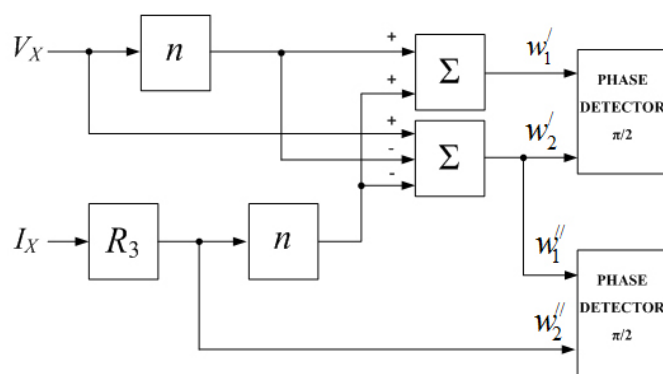 V_X
n
+
+
Σ
w_1^/
PHASE
DETECTOR
π/2
+
-
-
Σ
w_2^/
I_X
R_3
n
w_1^//
w_2^//
PHASE
DETECTOR
π/2